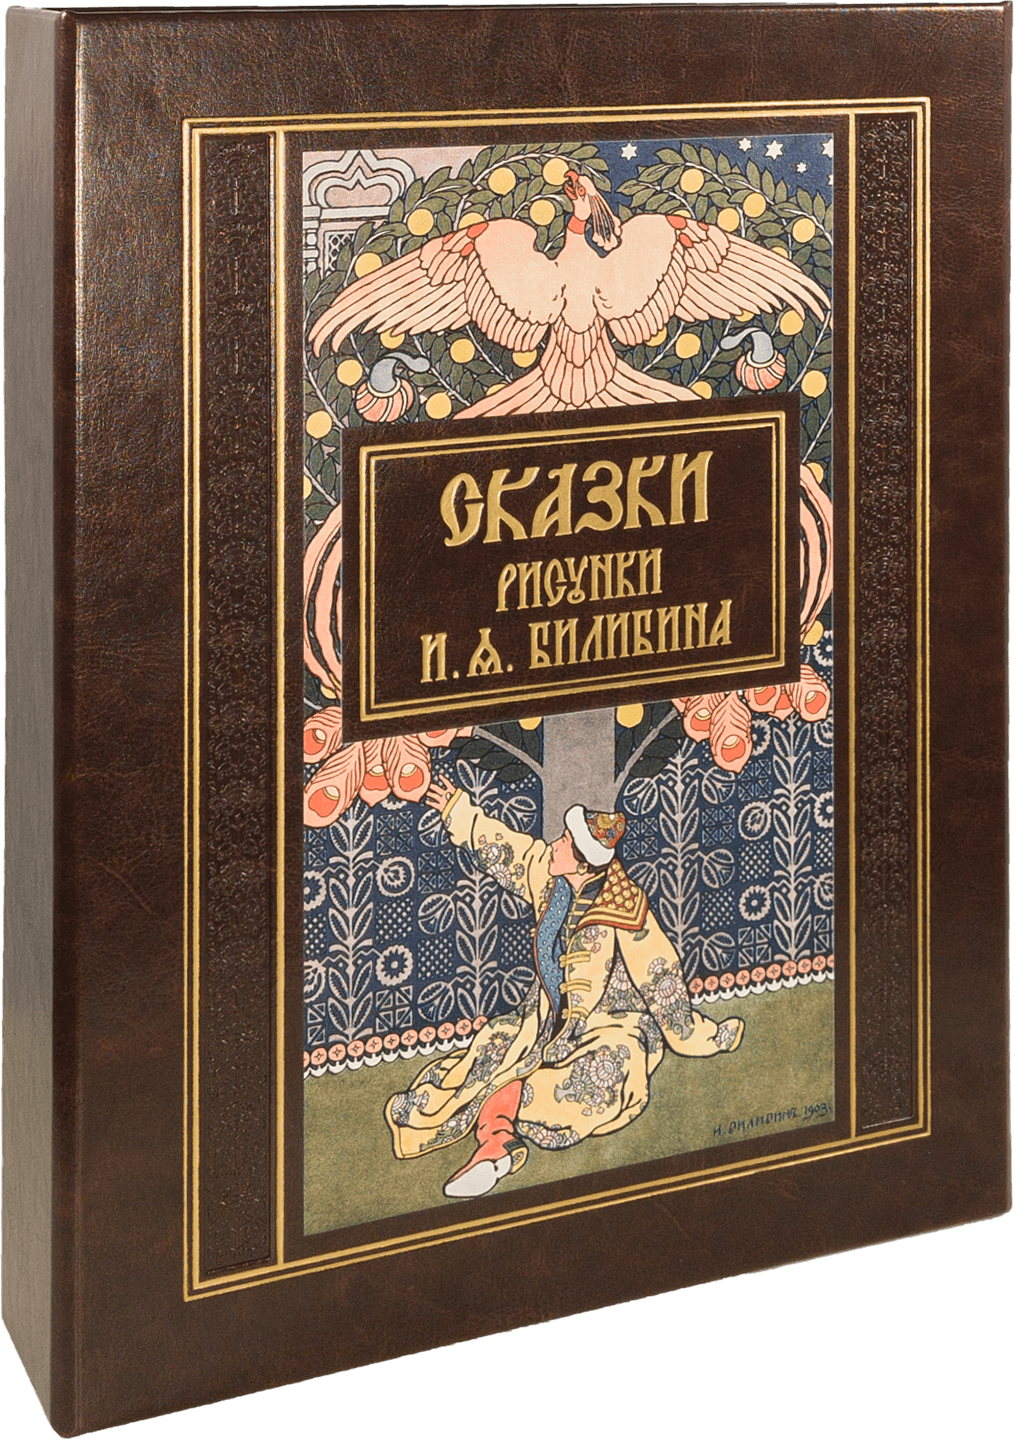 СКАЗКИ
РИСУНКИ
И. Ѧ. БИЛИБИНА
И. БИЛИБИНЪ. 1903.